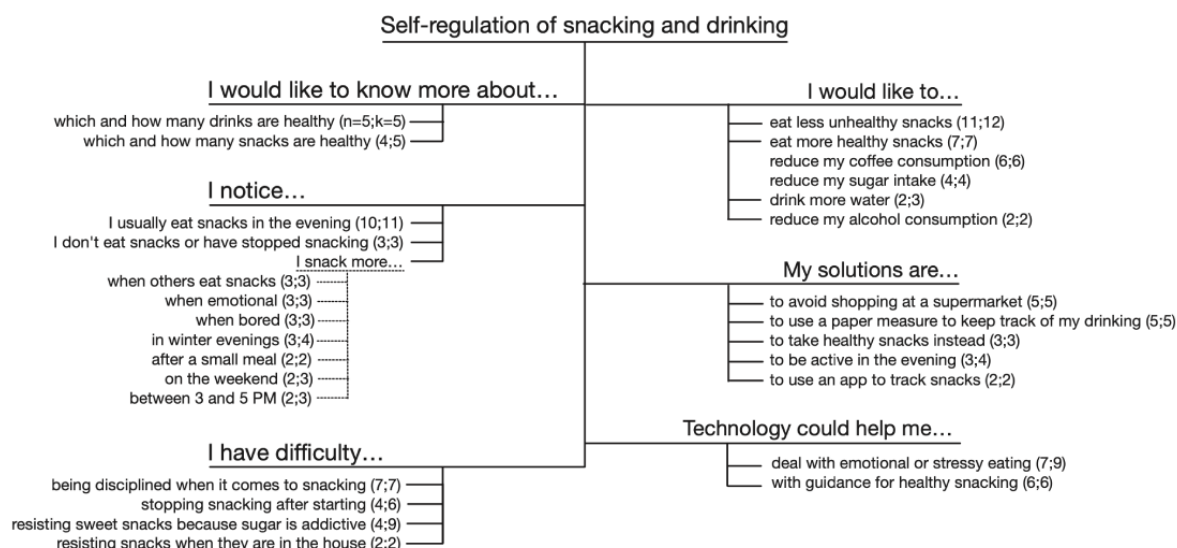 Self-regulation of snacking and drinking
I would like to know more about...
which and how many drinks are healthy (n=5;k=5)
which and how many snacks are healthy (4;5)
I notice...
I usually eat snacks in the evening (10;11)
I don't eat snacks or have stopped snacking (3;3)
I snack more...
when others eat snacks (3;3)
when emotional (3;3)
when bored (3;3)
in winter evenings (3;4)
after a small meal (2;2)
on the weekend (2;3)
between 3 and 5 PM (2;3)
I have difficulty...
being disciplined when it comes to snacking (7;7)
stopping snacking after starting (4;6)
resisting sweet snacks because sugar is addictive (4;9)
resisting snacks when they are in the house (2;2)
I would like to...
eat less unhealthy snacks (11;12)
eat more healthy snacks (7;7)
reduce my coffee consumption (6;6)
reduce my sugar intake (4;4)
drink more water (2;3)
reduce my alcohol consumption (2;2)
My solutions are...
to avoid shopping at a supermarket (5;5)
to use a paper measure to keep track of my drinking (5;5)
to take healthy snacks instead (3;3)
to be active in the evening (3;4)
to use an app to track snacks (2;2)
Technology could help me...
deal with emotional or stressy eating (7;9)
with guidance for healthy snacking (6;6)